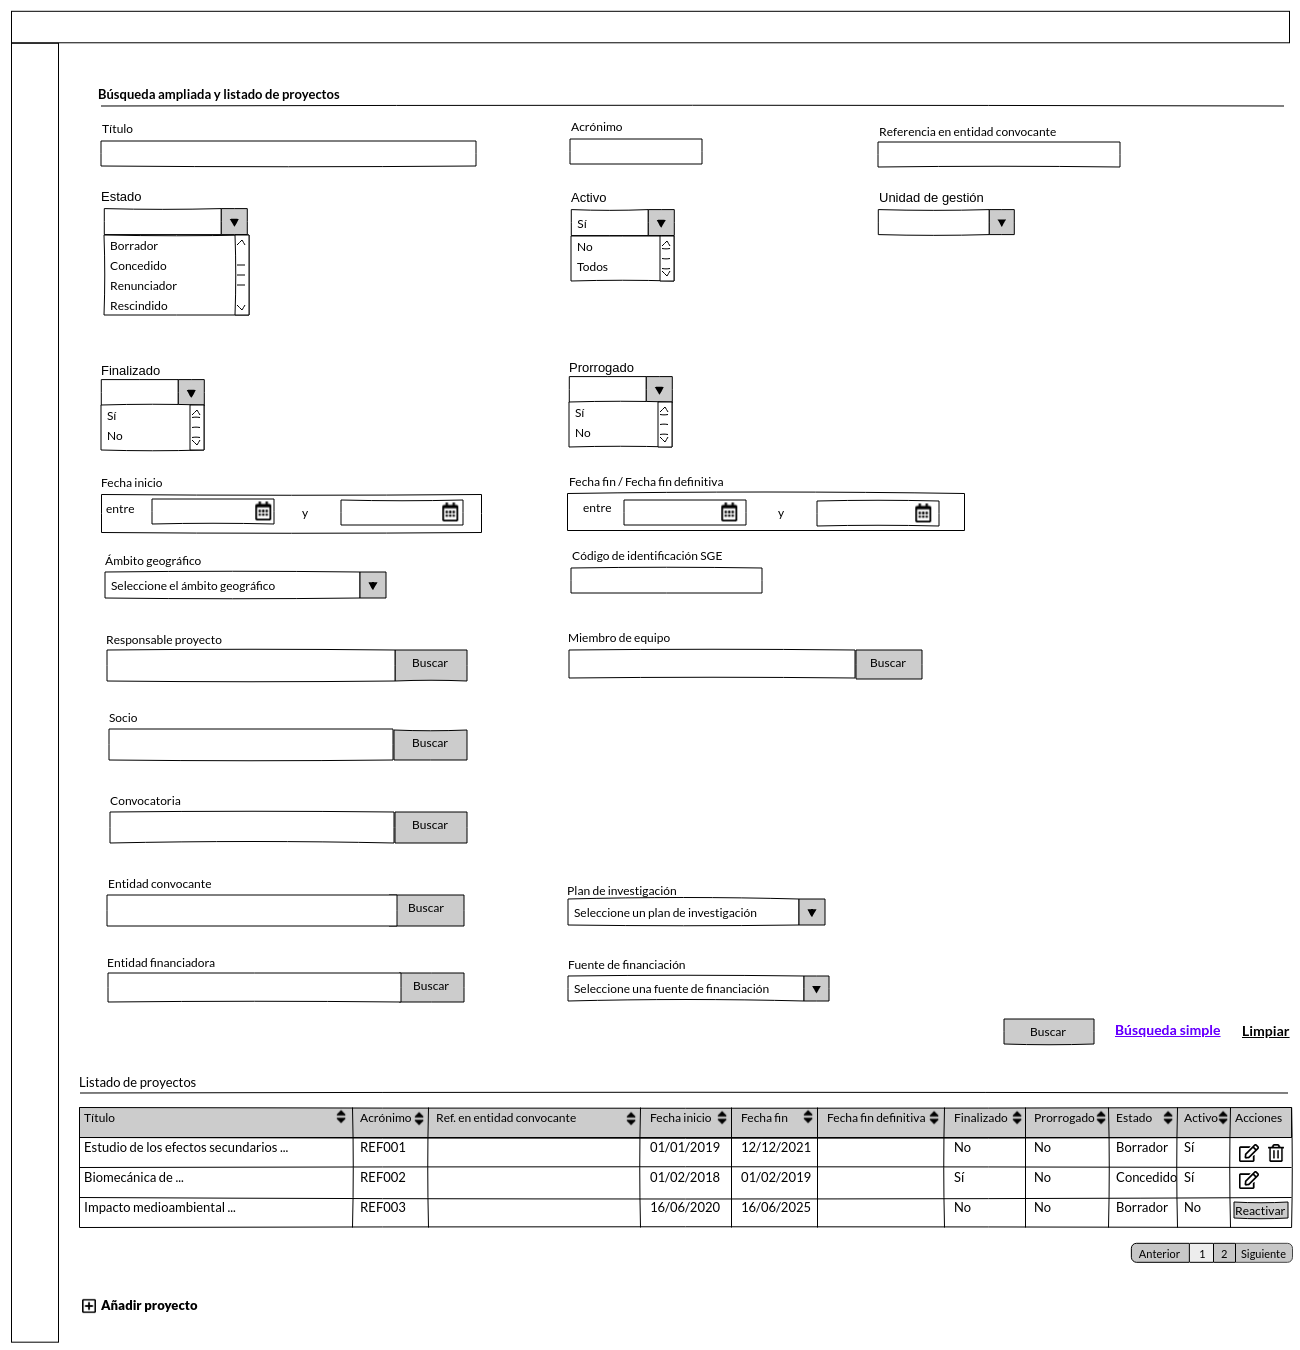 Búsqueda ampliada y listado de proyectos
Título
Acrónimo
Referencia en entidad convocante
Estado
Activo
Unidad de gestión
Sí
Borrador
Concedido
Renunciador
Rescindido
No
Todos
Finalizado
Prorrogado
Sí
No
Sí
No
Fecha inicio
Fecha fin / Fecha fin definitiva
entre
y
entre
y
Ámbito geográfico
Código de identificación SGE
Seleccione el ámbito geográfico
Responsable proyecto
Miembro de equipo
Buscar
Buscar
Socio
Buscar
Convocatoria
Buscar
Entidad convocante
Plan de investigación
Buscar
Seleccione un plan de investigación
Entidad financiadora
Fuente de financiación
Buscar
Seleccione una fuente de financiación
Buscar Búsqueda simple Limpiar
Listado de proyectos
Título Acrónimo Ref. en entidad convocante Fecha inicio Fecha fin Fecha fin definitiva Finalizado Prorrogado Estado Activo Acciones
Estudio de los efectos secundarios ... REF001 01/01/2019 12/12/2021 No No Borrador Sí
Biomecánica de ... REF002 01/02/2018 01/02/2019 Sí No Concedido Sí
Impacto medioambiental ... REF003 16/06/2020 16/06/2025 No No Borrador No Reactivar
Anterior 1 2 Siguiente
Añadir proyecto